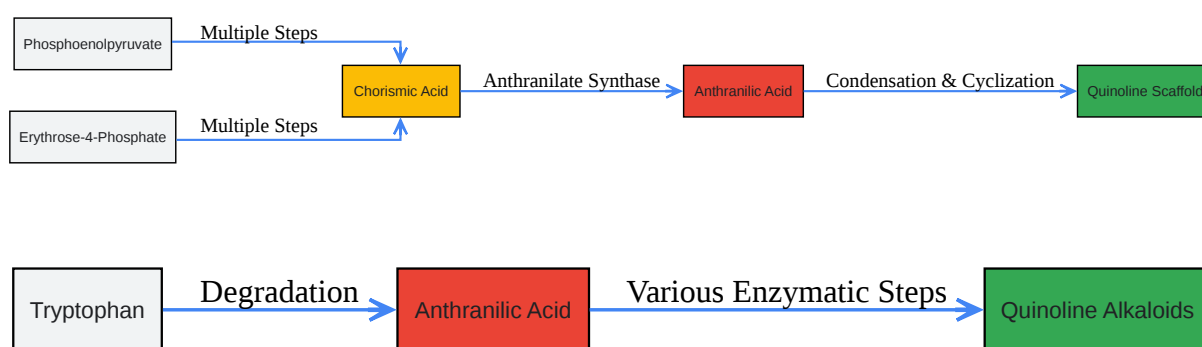 Phosphoenolpyruvate
Multiple Steps
Chorismic Acid
Anthranilate Synthase
Anthranilic Acid
Condensation & Cyclization
Quinoline Scaffold
Erythrose-4-Phosphate
Multiple Steps
Tryptophan
Degradation
Anthranilic Acid
Various Enzymatic Steps
Quinoline Alkaloids